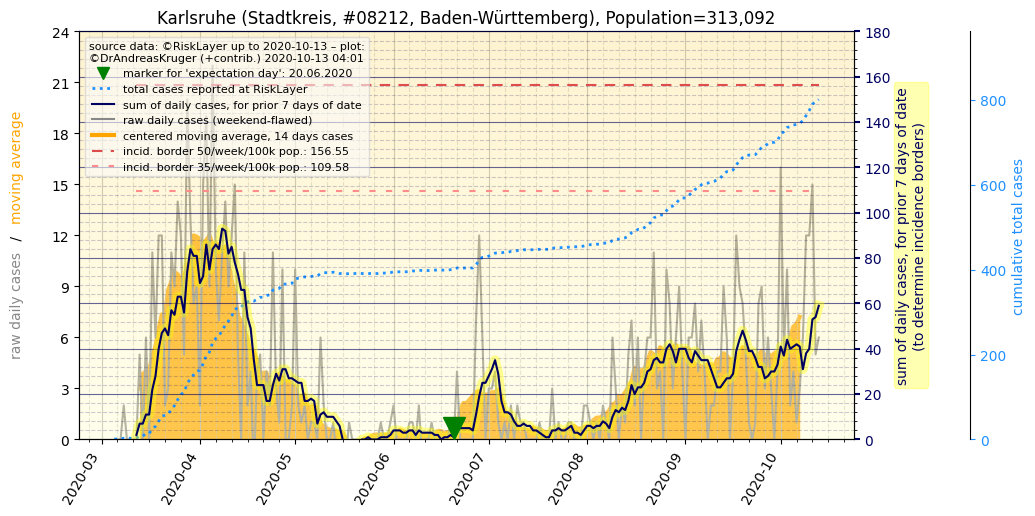 Karlsruhe (Stadtkreis, #08212, Baden-Württemberg), Population=313,092
source data: ©RiskLayer up to 2020-10-13 – plot:
©DrAndreasKruger (+contrib.) 2020-10-13 04:01
marker for 'expectation day': 20.06.2020
total cases reported at RiskLayer
sum of daily cases, for prior 7 days of date
raw daily cases (weekend-flawed)
centered moving average, 14 days cases
incid. border 50/week/100k pop.: 156.55
incid. border 35/week/100k pop.: 109.58
raw daily cases / moving average
24
21
18
15
12
9
6
3
0
180
160
140
120
100
80
60
40
20
0
sum of daily cases, for prior 7 days of date
(to determine incidence borders)
800
600
400
200
0
cumulative total cases
2020-03
2020-04
2020-05
2020-06
2020-07
2020-08
2020-09
2020-10